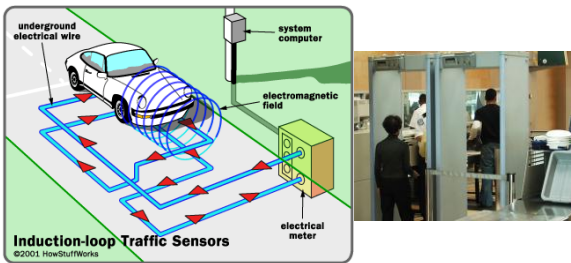 underground
electrical wire
system
computer
electromagnetic
field
electrical
meter
Induction-loop Traffic Sensors
©2001 HowStuffWorks